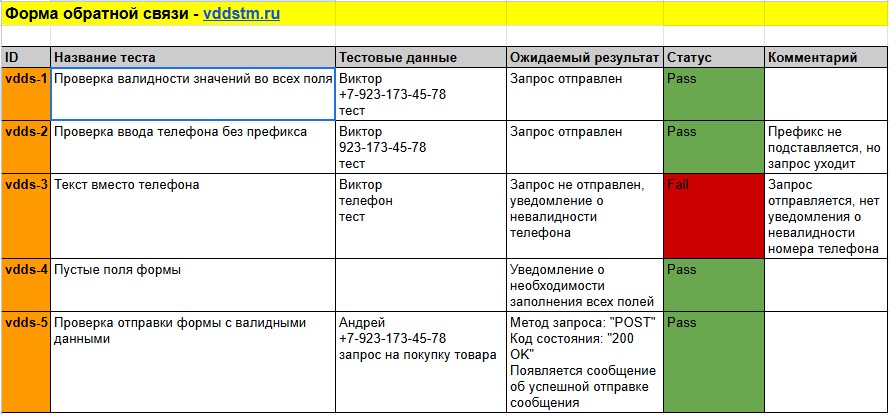 Форма обратной связи - vddstm.ru
ID Название теста Тестовые данные Ожидаемый результат Статус Комментарий
vdds-1 Проверка валидности значений во всех поля Виктор Запрос отправлен Pass
+7-923-173-45-78
тест
vdds-2 Проверка ввода телефона без префикса Виктор Запрос отправлен Pass Префикс не
923-173-45-78 подставляется, но
тест запрос уходит
vdds-3 Текст вместо телефона Виктор Запрос не отправлен, Fail Запрос
телефон уведомление о отправляется, нет
тест невалидности уведомления о
телефона невалидности
номера телефона
vdds-4 Пустые поля формы Уведомление о Pass
необходимости
заполнения всех полей
vdds-5 Проверка отправки формы с валидными Андрей Метод запроса: "POST" Pass
данными +7-923-173-45-78 Код состояния: "200
запрос на покупку товара OK"
Появляется сообщение
об успешной отправке
сообщения